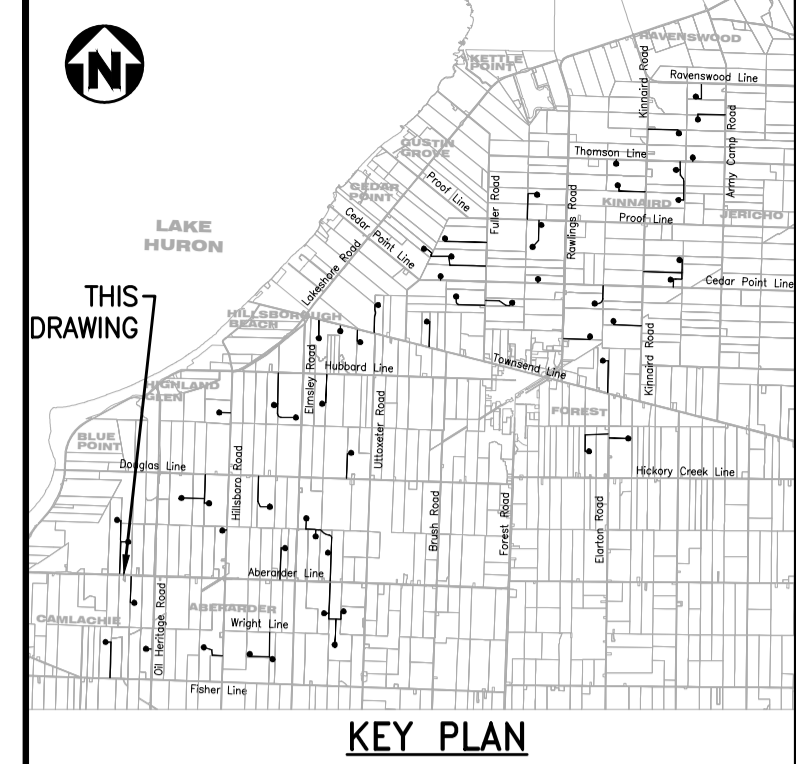 N
RAVENSWOOD
KETTLE
POINT
Ravenswood Line
Kinnaird Road
Army Camp Road
GUSTIN
GROVE
Thomson Line
Proof Line
CEDAR
POINT
Fuller Road
Rawlings Road
KINNAIRD
JERICHO
Proof Line
Cedar Point Line
LAKE
HURON
Lakeshore Road
Cedar Point Line
THIS
DRAWING
HILLSBOROUGH
BEACH
Elmsley Road
Hubbard Line
Townsend Line
Kinnaird Road
HIGHLAND
GLEN
Uttoxeter Road
FOREST
BLUE
POINT
Douglas Line
Hillsboro Road
Hickory Creek Line
Brush Road
Forest Road
Elarton Road
Aberarder Line
Oil Heritage Road
CAMLACHIE
ABERARDER
Wright Line
Fisher Line
KEY PLAN